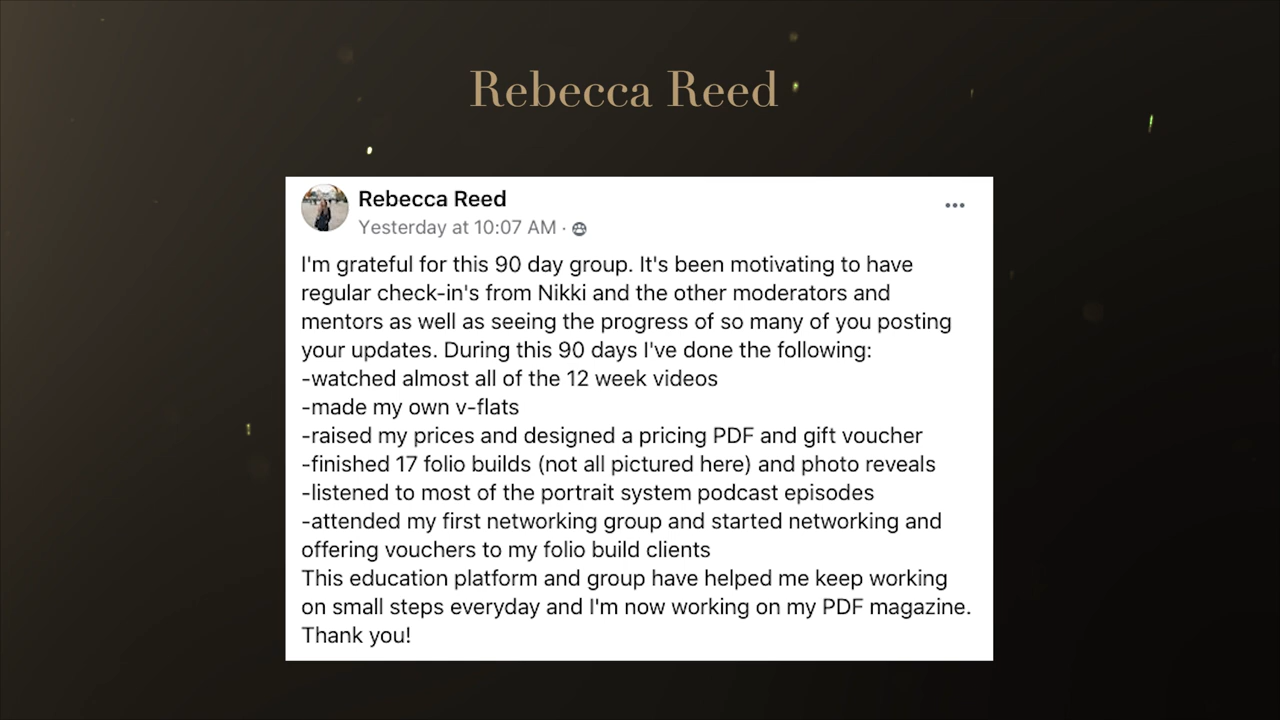 Rebecca Reed
Rebecca Reed
Yesterday at 10:07 AM ·
I'm grateful for this 90 day group. It's been motivating to have
regular check-in's from Nikki and the other moderators and
mentors as well as seeing the progress of so many of you posting
your updates. During this 90 days I've done the following:
-watched almost all of the 12 week videos
-made my own v-flats
-raised my prices and designed a pricing PDF and gift voucher
-finished 17 folio builds (not all pictured here) and photo reveals
-listened to most of the portrait system podcast episodes
-attended my first networking group and started networking and
offering vouchers to my folio build clients
This education platform and group have helped me keep working
on small steps everyday and I'm now working on my PDF magazine.
Thank you!